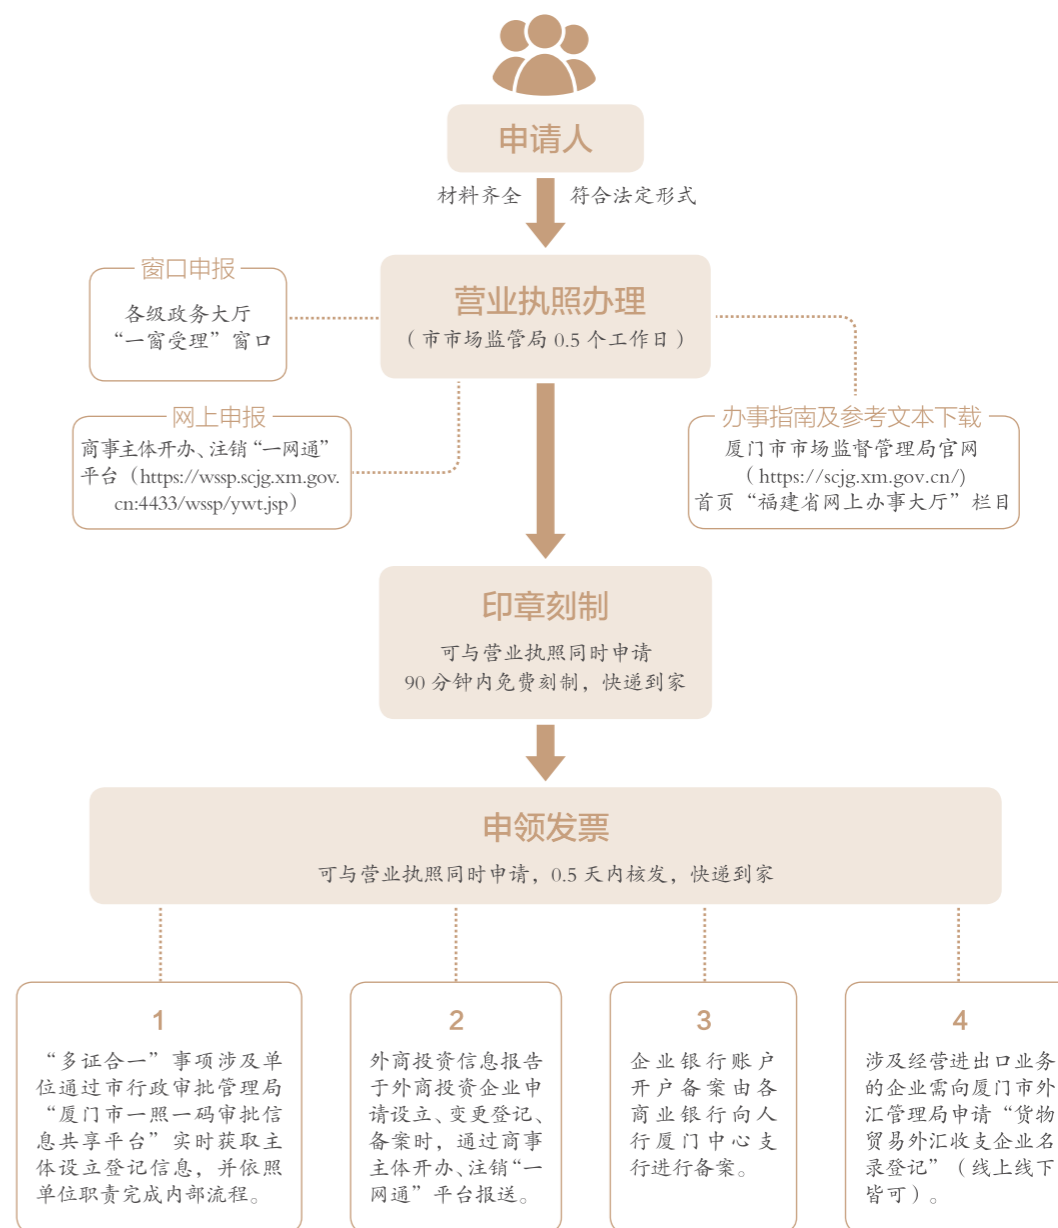 申请人
材料齐全 符合法定形式
窗口申报
各级政务大厅
“一窗受理”窗口
营业执照办理
（市市场监管局 0.5 个工作日）
网上申报
商事主体开办、注销“一网通”
平台（https://wssp.scjg.xm.gov.
cn:4433/wssp/ywt.jsp）
办事指南及参考文本下载
厦门市市场监督管理局官网
（https://scjg.xm.gov.cn/)
首页“福建省网上办事大厅”栏目
印章刻制
可与营业执照同时申请
90 分钟内免费刻制，快递到家
申领发票
可与营业执照同时申请，0.5 天内核发，快递到家
1
“多证合一”事项涉及单
位通过市行政审批管理局
“厦门市一照一码审批信
息共享平台”实时获取主
体设立登记信息，并依照
单位职责完成内部流程。
2
外商投资信息报告
于外商投资企业申
请设立、变更登记、
备案时，通过商事
主体开办、注销“一
网通”平台报送。
3
企业银行账户
开户备案由各
商业银行向人
行厦门中心支
行进行备案。
4
涉及经营进出口业务
的企业需向厦门市外
汇管理局申请“货物
贸易外汇收支企业名
录登记”（线上线下
皆可）。